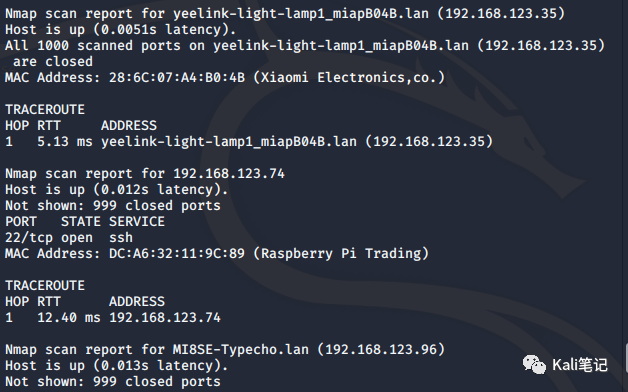 Nmap scan report for yeelink-light-lamp1_miapB04B.lan (192.168.123.35)
Host is up (0.0051s latency).
All 1000 scanned ports on yeelink-light-lamp1_miapB04B.lan (192.168.123.35)
 are closed
MAC Address: 28:6C:07:A4:B0:4B (Xiaomi Electronics,co.)

TRACEROUTE
HOP RTT     ADDRESS
1   5.13 ms yeelink-light-lamp1_miapB04B.lan (192.168.123.35)

Nmap scan report for 192.168.123.74
Host is up (0.012s latency).
Not shown: 999 closed ports
PORT   STATE SERVICE
22/tcp open  ssh
MAC Address: DC:A6:32:11:9C:89 (Raspberry Pi Trading)

TRACEROUTE
HOP RTT      ADDRESS
1   12.40 ms 192.168.123.74

Nmap scan report for MI8SE-Typecho.lan (192.168.123.96)
Host is up (0.013s latency).
Not shown: 999 closed ports
Kali笔记